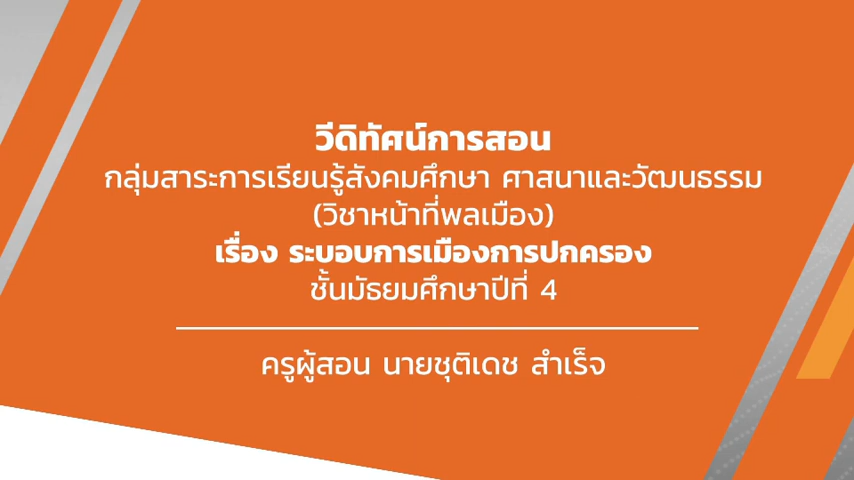 วีดิทัศน์การสอน
กลุ่มสาระการเรียนรู้สังคมศึกษา ศาสนาและวัฒนธรรม
(วิชาหน้าที่พลเมือง)
เรื่อง ระบอบการเมืองการปกครอง
ชั้นมัธยมศึกษาปีที่ 4
ครูผู้สอน นายชุติเดช สำเร็จ